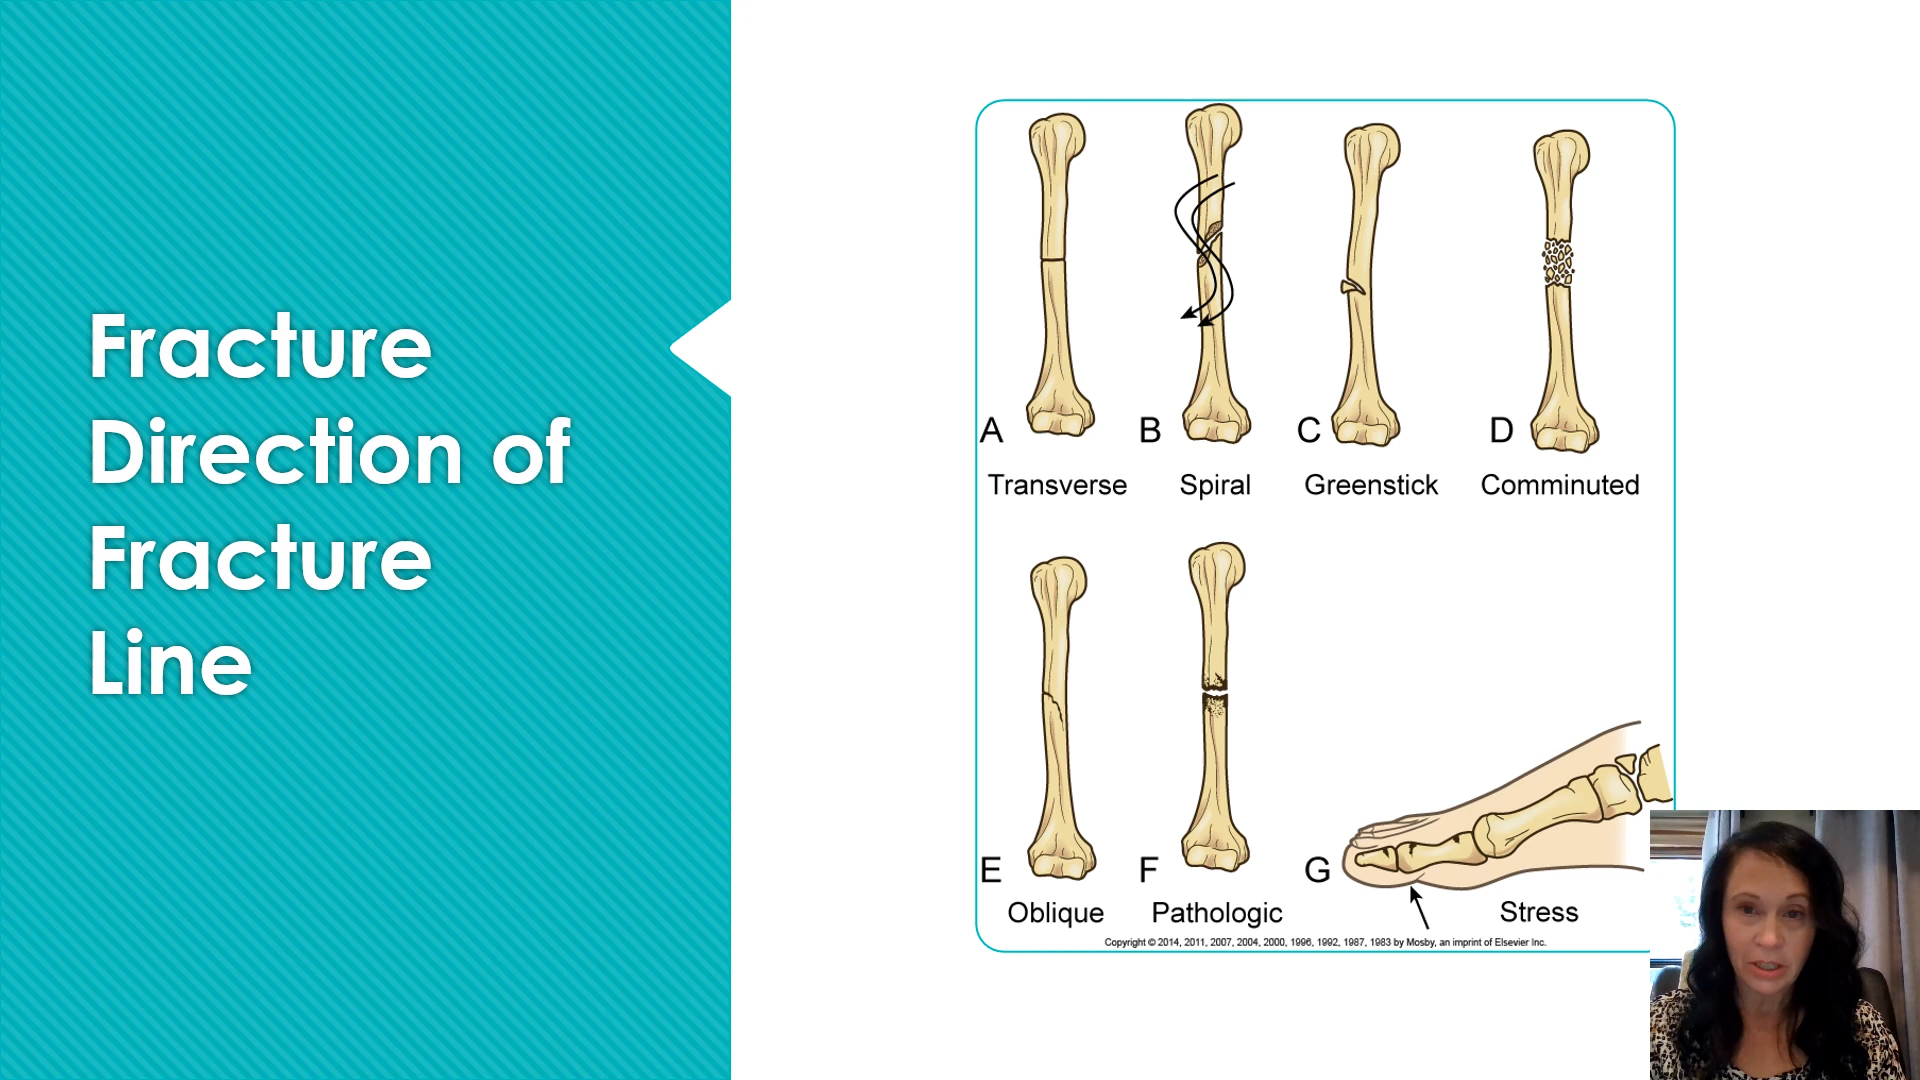 Fracture
Direction of
Fracture
Line
A
B
C
D
Transverse
Spiral
Greenstick
Comminuted
E
F
G
Oblique
Pathologic
Stress
Copyright © 2014, 2011, 2007, 2004, 2000, 1996, 1992, 1987, 1983 by Mosby, an imprint of Elsevier Inc.